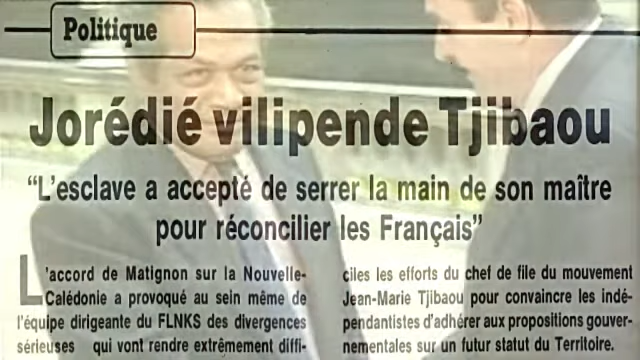 Politique
Jorédié vilipende Tjibaou
“L'esclave a accepté de serrer la main de son maître
pour réconcilier les Français”
L'accord de Matignon sur la Nouvelle-
Calédonie a provoqué au sein même de
l'équipe dirigeante du FLNKS des divergences
sérieuses qui vont rendre extrêmement diffi-
ciles les efforts du chef de file du mouvement
Jean-Marie Tjibaou pour convaincre les indé-
pendantistes d'adhérer aux propositions gouver-
nementales sur un futur statut du Territoire.